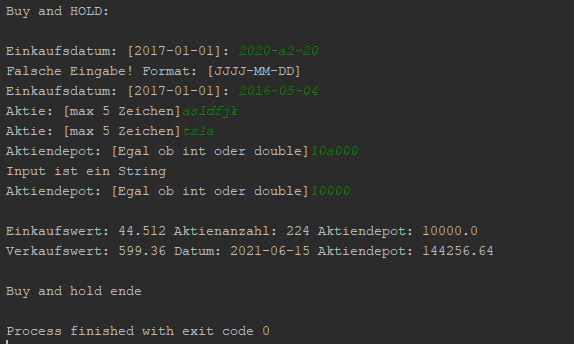 Buy and HOLD:
Einkaufsdatum: [2017-01-01]: 2020-a2-20
Falsche Eingabe! Format: [JJJJ-MM-DD]
Einkaufsdatum: [2017-01-01]: 2016-05-04
Aktie: [max 5 Zeichen]asldfjk
Aktie: [max 5 Zeichen]tsla
Aktiendepot: [Egal ob int oder double]10a000
Input ist ein String
Aktiendepot: [Egal ob int oder double]10000
Einkaufswert: 44.512 Aktienanzahl: 224 Aktiendepot: 10000.0
Verkaufswert: 599.36 Datum: 2021-06-15 Aktiendepot: 144256.64
Buy and hold ende
Process finished with exit code 0